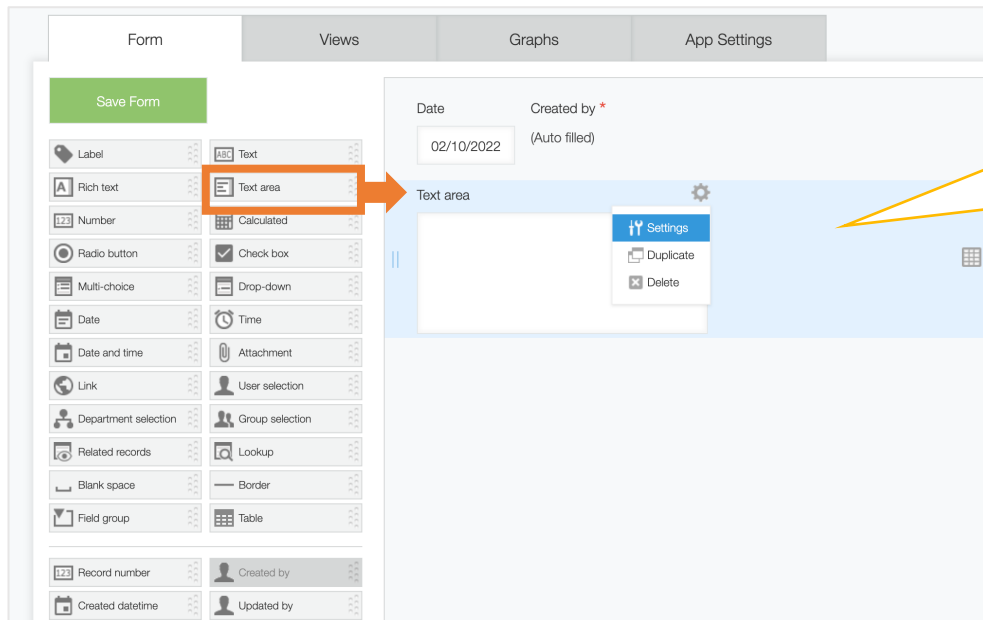 Form Views Graphs App Settings
Save Form
Label ABC Text
A Rich text Text area
123 Number Calculated
Radio button Check box
Multi-choice Drop-down
Date Time
Date and time Attachment
Link User selection
Department selection Group selection
Related records Lookup
Blank space Border
Field group Table
123 Record number Created by
Created datetime Updated by
Date Created by *
02/10/2022 (Auto filled)
Text area
Settings
Duplicate
Delete